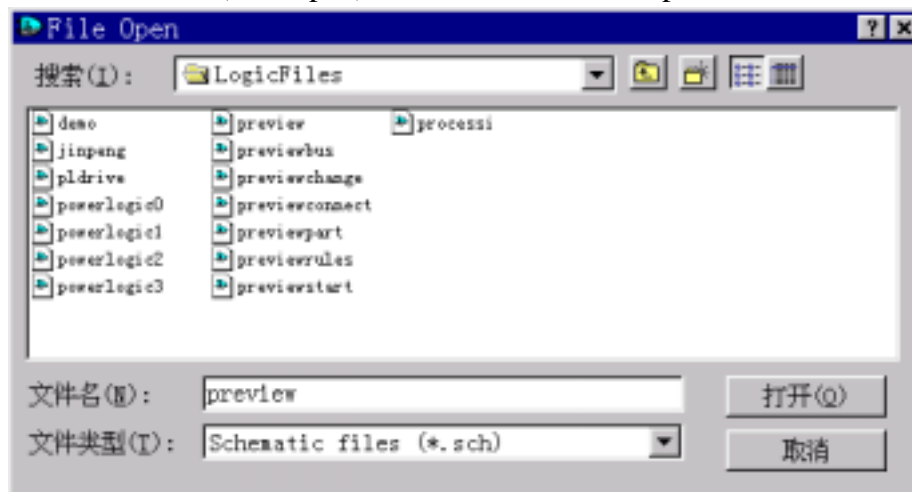 File Open
搜索(I): LogicFiles
demo preview processi
jinpeng previewbus
pldrive previewchange
powerlogic0 previewconnect
powerlogic1 previewpart
powerlogic2 previewrules
powerlogic3 previewstart
文件名(N): preview 打开(O)
文件类型(T): Schematic files (*.sch) 取消